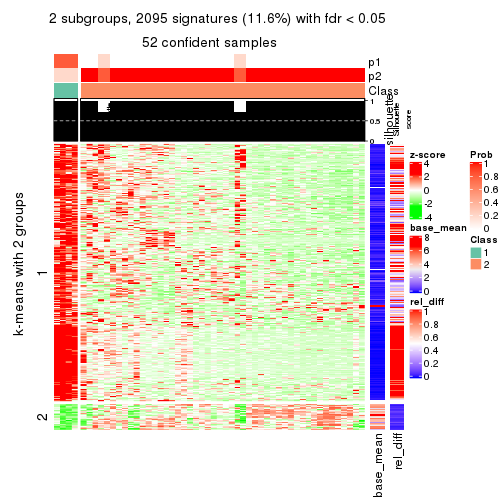 2 subgroups, 2095 signatures (11.6%) with fdr < 0.05
52 confident samples
p1
p2
Class
1
0.5
0
silhouette
Silhouette
score
k-means with 2 groups
1
2
base_mean
rel_diff
z-score
4
2
0
-2
-4
base_mean
8
6
4
2
0
rel_diff
1
0.8
0.6
0.4
0.2
0
Prob
1
0.8
0.6
0.4
0.2
0
Class
1
2